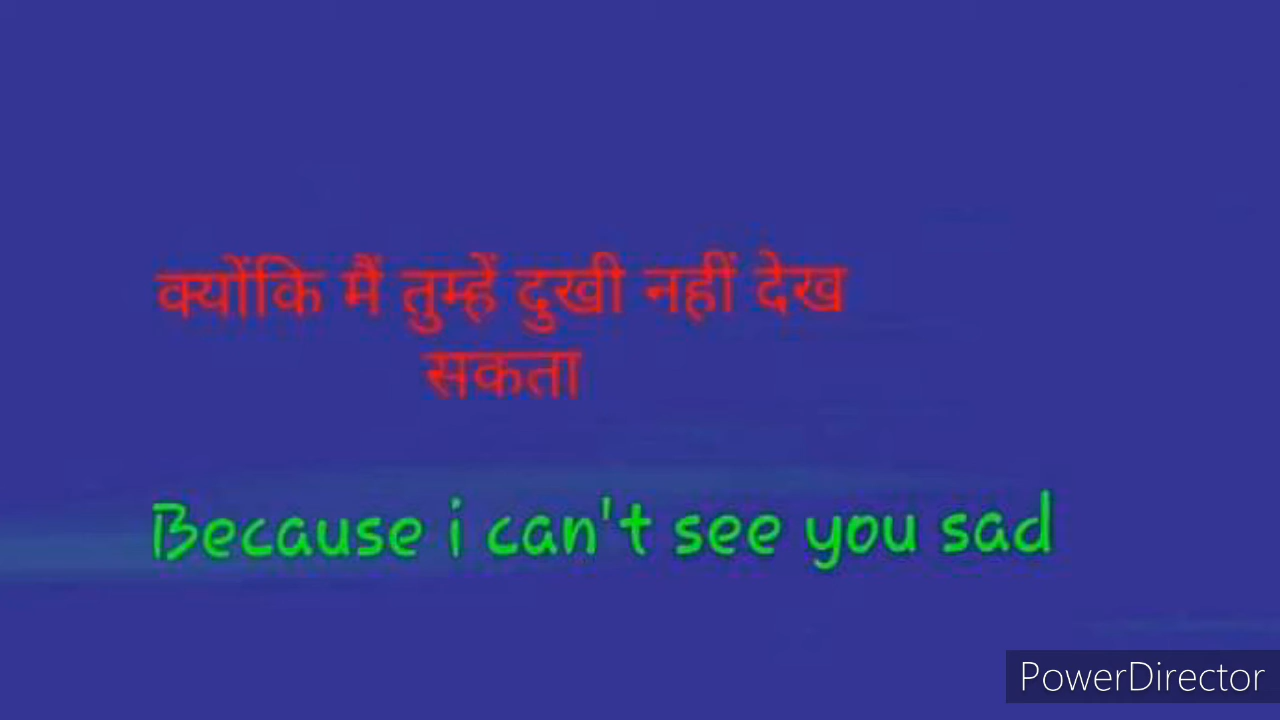 क्योंकि मैं तुम्हें दुखी नहीं देख
सकता
Because i can't see you sad
PowerDirector